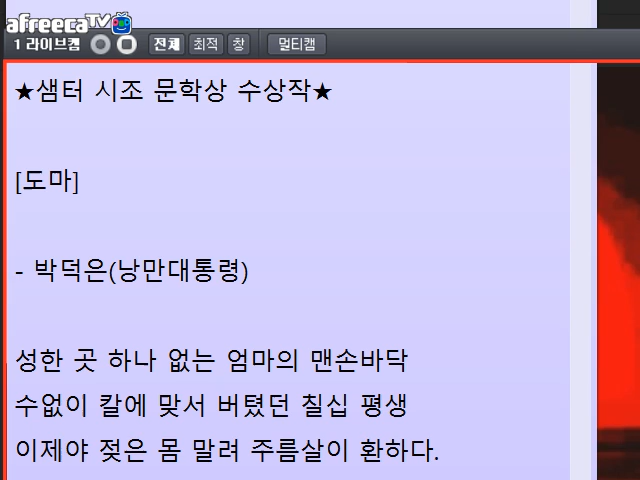 afreecaTV
1 라이브캠 전체 최적 창 멀티캠
★샘터 시조 문학상 수상작★
[도마]
- 박덕은(낭만대통령)
성한 곳 하나 없는 엄마의 맨손바닥
수없이 칼에 맞서 버텼던 칠십 평생
이제야 젖은 몸 말려 주름살이 환하다.